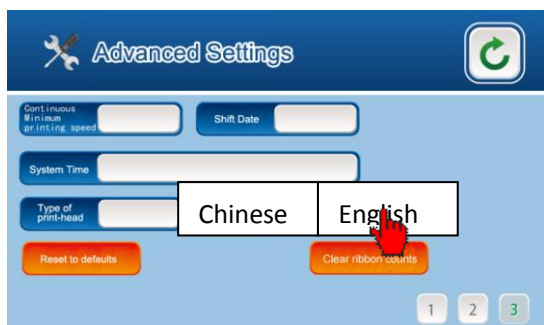 Advanced Settings
Continuous
Minimum
printing speed
Shift Date
System Time
Type of
print-head
Chinese English
Reset to defaults
Clear ribbon counts
1 2 3